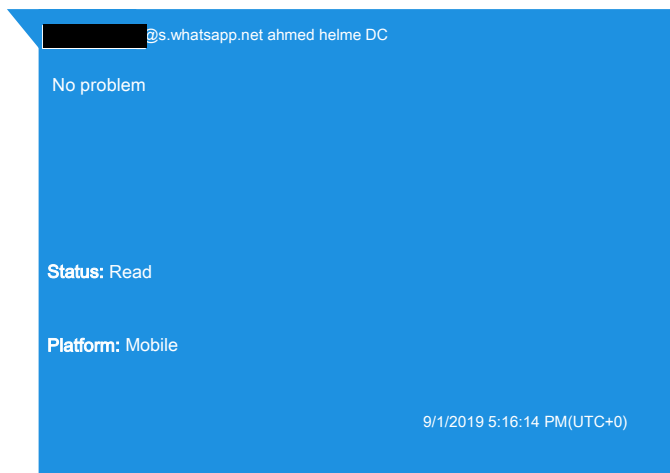 @s.whatsapp.net ahmed helme DC
No problem
Status: Read
Platform: Mobile
9/1/2019 5:16:14 PM(UTC+0)